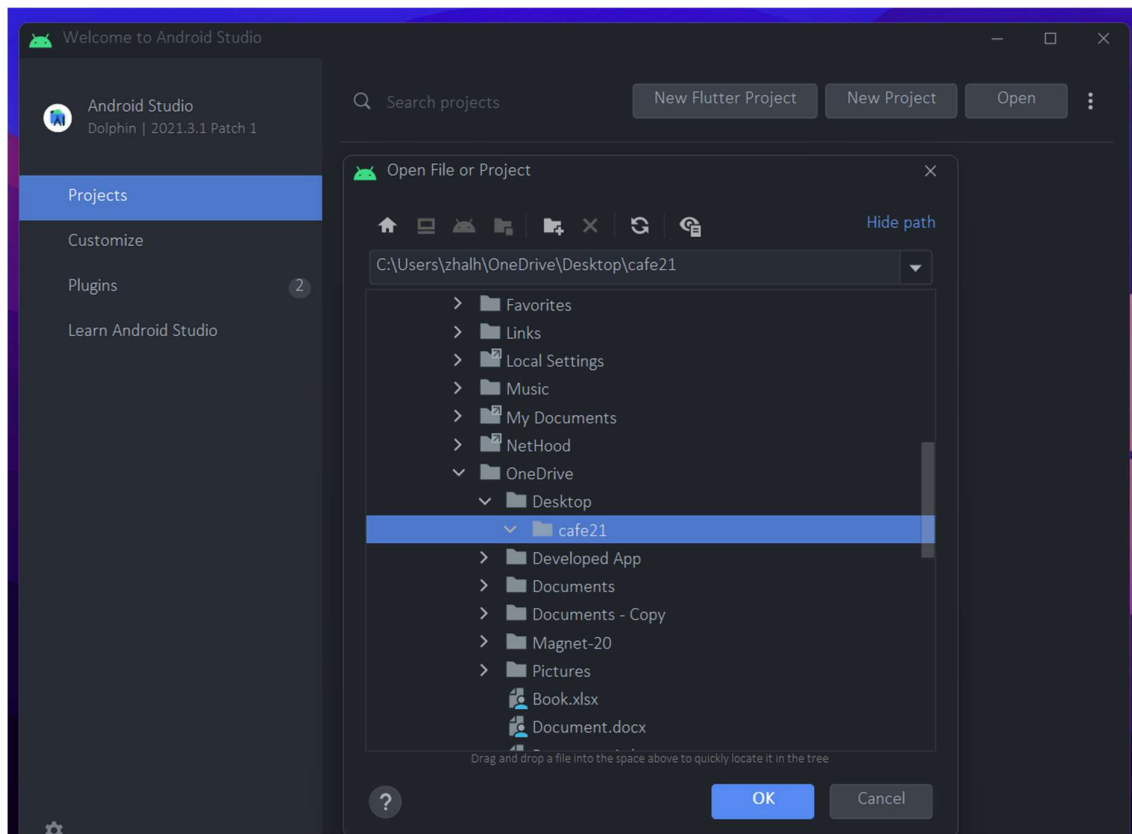 Welcome to Android Studio
Android Studio
Dolphin | 2021.3.1 Patch 1
Search projects
New Flutter Project
New Project
Open
Projects
Customize
Plugins
2
Learn Android Studio
Open File or Project
Hide path
C:\Users\zhalh\OneDrive\Desktop\cafe21
Favorites
Links
Local Settings
Music
My Documents
NetHood
OneDrive
Desktop
cafe21
Developed App
Documents
Documents - Copy
Magnet-20
Pictures
Book.xlsx
Document.docx
Drag and drop a file into the space above to quickly locate it in the tree
?
OK
Cancel